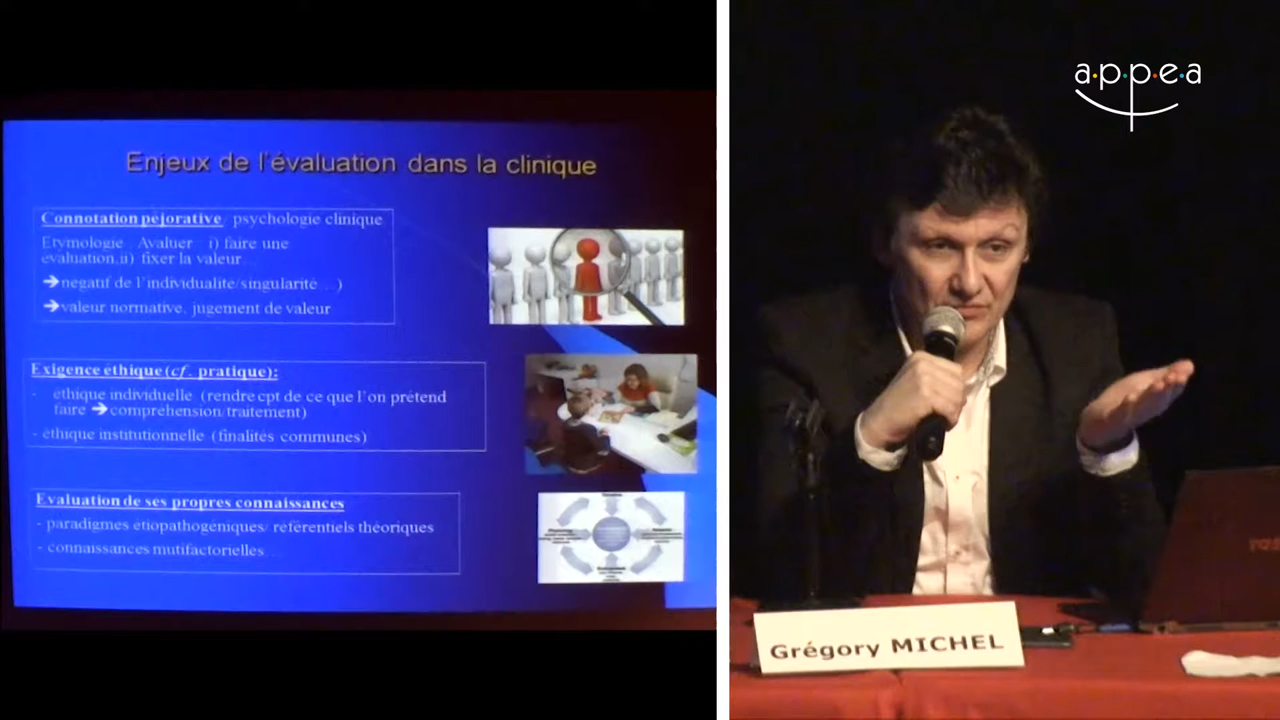 Enjeux de l'évaluation dans la clinique
Connotation péjorative/ psychologie clinique
Etymologie : Avaluer : i) faire une
évaluation,ii) fixer la valeur...
➔négatif de l'individualité/singularité...)
➔valeur normative, jugement de valeur
Exigence éthique (cf. pratique):
- éthique individuelle (rendre cpt de ce que l'on prétend
faire ➔compréhension/traitement)
- éthique institutionnelle (finalités communes)
Evaluation de ses propres connaissances
- paradigmes étiopathogéniques/ référentiels théoriques
- connaissances mutifactorielles...
a.p.p.e.a
Grégory MICHEL